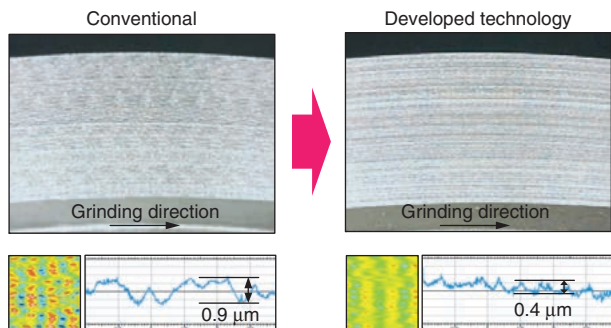 Conventional
Developed technology
Grinding direction
Grinding direction
0.9 μm
0.4 μm